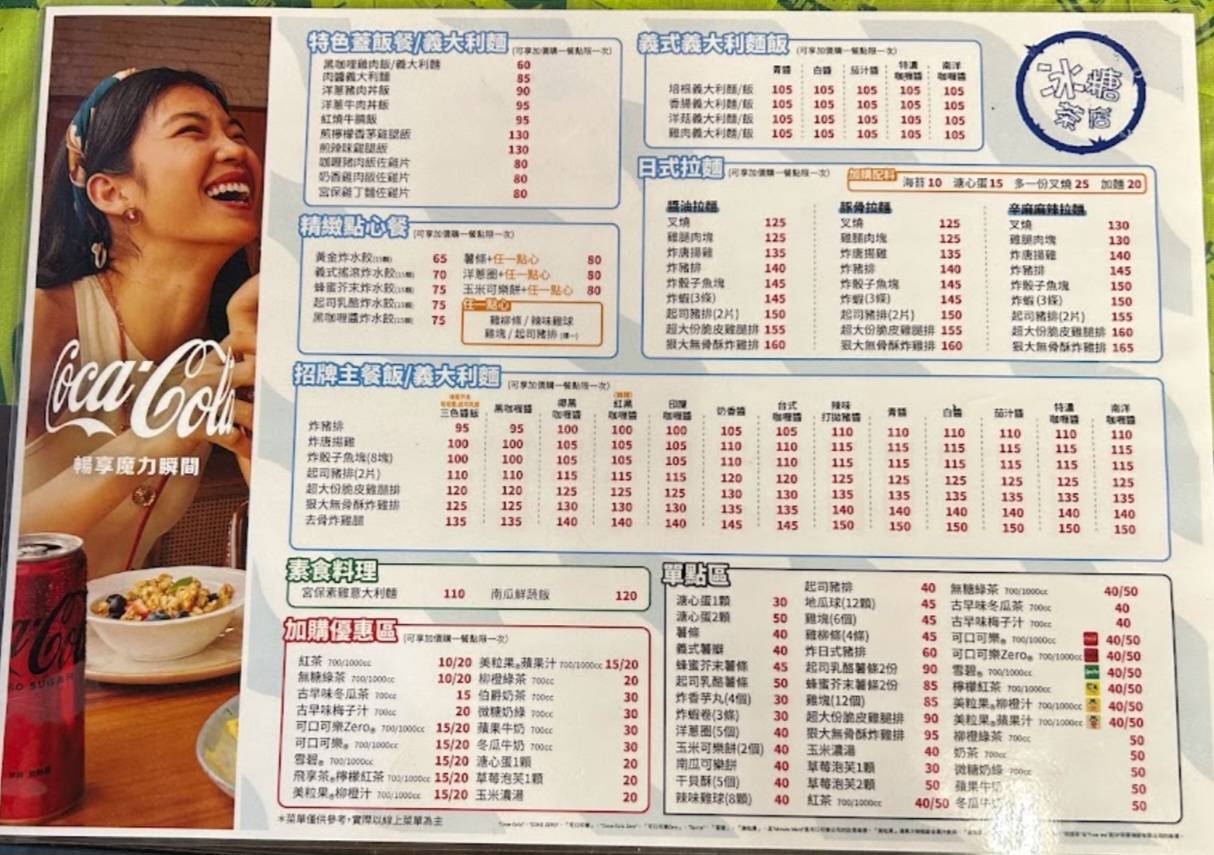 Coca-Cola
暢享魔力瞬間
冰糖茶店
特色蓋飯餐/義大利麵 (可享加價購一餐點限一次)
黑咖哩雞肉飯/義大利麵 60
肉醬義大利麵 85
洋蔥豬肉丼飯 90
洋蔥牛肉丼飯 95
紅燒牛腩飯 95
煎檸檬香茅雞腿飯 130
煎辣味雞腿飯 130
咖喱豬肉飯佐雞片 80
奶香雞肉飯佐雞片 80
宮保雞丁麵佐雞片 80
精緻點心餐 (可享加價購一餐點限一次)
黃金炸水餃(15顆) 65
義式搖滾炸水餃(15顆) 70
蜂蜜芥末炸水餃(15顆) 75
起司乳酪炸水餃(15顆) 75
黑咖哩醬炸水餃(15顆) 75
薯條+任一點心 80
洋蔥圈+任一點心 80
玉米可樂餅+任一點心 80
任一點心
雞柳條 / 辣味雞球
雞塊 / 起司豬排 (擇一)
義式義大利麵飯 (可享加價購一餐點限一次)
青醬 白醬 茄汁醬 特濃咖喱醬 南洋咖喱醬
培根義大利麵/飯 105 105 105 105 105
香腸義大利麵/飯 105 105 105 105 105
洋菇義大利麵/飯 105 105 105 105 105
雞肉義大利麵/飯 105 105 105 105 105
日式拉麵 (可享加價購一餐點限一次)
加購配料 海苔 10 溏心蛋 15 多一份叉燒 25 加麵 20
醬油拉麵
叉燒 125
雞腿肉塊 125
炸唐揚雞 135
炸豬排 140
炸骰子魚塊 145
炸蝦(3條) 145
起司豬排(2片) 150
超大份脆皮雞腿排 155
狠大無骨酥炸雞排 160
豚骨拉麵
叉燒 125
雞腿肉塊 125
炸唐揚雞 135
炸豬排 140
炸骰子魚塊 145
炸蝦(3條) 145
起司豬排(2片) 150
超大份脆皮雞腿排 155
狠大無骨酥炸雞排 160
辛麻麻辣拉麵
叉燒 130
雞腿肉塊 130
炸唐揚雞 140
炸豬排 145
炸骰子魚塊 150
炸蝦(3條) 150
起司豬排(2片) 155
超大份脆皮雞腿排 160
狠大無骨酥炸雞排 165
招牌主餐飯/義大利麵 (可享加價購一餐點限一次)
三色醬飯 黑咖喱醬 椰黑咖喱醬 紅黑咖喱醬 印度咖喱醬 奶香醬 台式咖喱醬 辣味打拋豬醬 青醬 白醬 茄汁醬 特濃咖喱醬 南洋咖喱醬
炸豬排 95 95 100 100 100 105 105 110 110 110 110 110 110
炸唐揚雞 100 100 105 105 105 110 110 115 115 115 115 115 115
炸骰子魚塊(8塊) 100 100 105 105 105 110 110 115 115 115 115 115 115
起司豬排(2片) 110 110 115 115 115 120 120 125 125 125 125 125 125
超大份脆皮雞腿排 120 120 125 125 125 130 130 135 135 135 135 135 135
狠大無骨酥炸雞排 125 125 130 130 130 135 135 140 140 140 140 140 140
去骨炸雞腿 135 135 140 140 140 145 145 150 150 150 150 150 150
素食料理
宮保素雞意大利麵 110 南瓜鮮蔬飯 120
加購優惠區 (可享加價購一餐點限一次)
紅茶 700/1000cc 10/20
無糖綠茶 700/1000cc 10/20
古早味冬瓜茶 700cc 15
古早味梅子汁 700cc 20
可口可樂Zero® 700/1000cc 15/20
可口可樂® 700/1000cc 15/20
雪碧® 700/1000cc 15/20
飛享茶®檸檬紅茶 700/1000cc 15/20
美粒果®柳橙汁 700/1000cc 15/20
美粒果®蘋果汁 700/1000cc 15/20
柳橙綠茶 700cc 20
伯爵奶茶 700cc 30
微糖奶綠 700cc 30
蘋果牛奶 700cc 30
冬瓜牛奶 700cc 30
溏心蛋1顆 20
草莓泡芙1顆 20
玉米濃湯 20
單點區
溏心蛋1顆 30
溏心蛋2顆 50
薯條 40
義式薯瓣 40
蜂蜜芥末薯條 45
起司乳酪薯條 50
炸香芋丸(4個) 30
炸蝦卷(3條) 30
洋蔥圈(5個) 40
玉米可樂餅(2個) 40
南瓜可樂餅 40
干貝酥(5個) 40
辣味雞球(8顆) 40
起司豬排 40
地瓜球(12顆) 45
雞塊(6個) 45
雞柳條(4條) 45
炸日式豬排 60
起司乳酪薯條2份 90
蜂蜜芥末薯條2份 85
雞塊(12個) 85
超大份脆皮雞腿排 90
狠大無骨酥炸雞排 95
玉米濃湯 40
草莓泡芙1顆 30
草莓泡芙2顆 50
紅茶 700/1000cc 40/50
無糖綠茶 700/1000cc 40/50
古早味冬瓜茶 700cc 40
古早味梅子汁 700cc 40
可口可樂® 700/1000cc 40/50
可口可樂Zero® 700/1000cc 40/50
雪碧® 700/1000cc 40/50
檸檬紅茶 700/1000cc 40/50
美粒果®柳橙汁 700/1000cc 40/50
美粒果®蘋果汁 700/1000cc 40/50
柳橙綠茶 700cc 50
奶茶 700cc 50
微糖奶綠 700cc 50
蘋果牛奶 50
冬瓜牛 50
*菜單僅供參考,實際以線上菜單為主